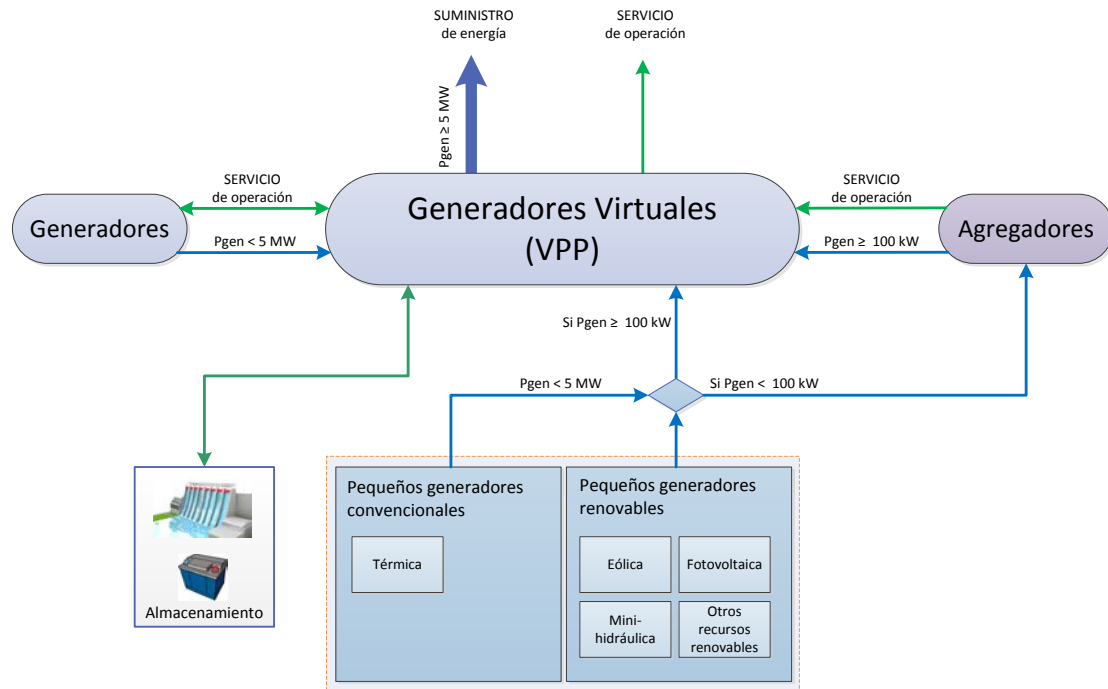 SUMINISTRO
de energía
SERVICIO
de operación
Pgen ≥ 5 MW
Generadores
SERVICIO
de operación
Pgen < 5 MW
Generadores Virtuales
(VPP)
SERVICIO
de operación
Pgen ≥ 100 kW
Agregadores
Si Pgen ≥ 100 kW
Pgen < 5 MW
Si Pgen < 100 kW
Almacenamiento
Pequeños generadores
convencionales
Térmica
Pequeños generadores
renovables
Eólica
Fotovoltaica
Mini-
hidráulica
Otros
recursos
renovables